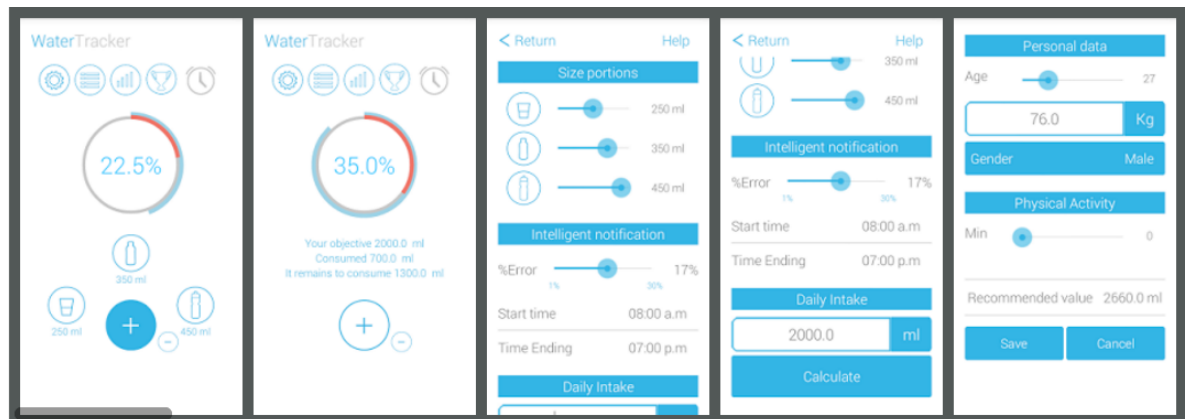 WaterTracker
22.5%
350 ml
250 ml
450 ml
+
-
WaterTracker
35.0%
Your objective 2000.0 ml
Consumed 700.0 ml
It remains to consume 1300.0 ml
+
-
< Return Help
Size portions
250 ml
350 ml
450 ml
Intelligent notification
%Error 17%
1% 30%
Start time 08:00 a.m
Time Ending 07:00 p.m
Daily Intake
< Return Help
350 ml
450 ml
Intelligent notification
%Error 17%
1% 30%
Start time 08:00 a.m
Time Ending 07:00 p.m
Daily Intake
2000.0 ml
Calculate
Personal data
Age 27
76.0 Kg
Gender Male
Physical Activity
Min 0
Recommended value 2660.0 ml
Save Cancel